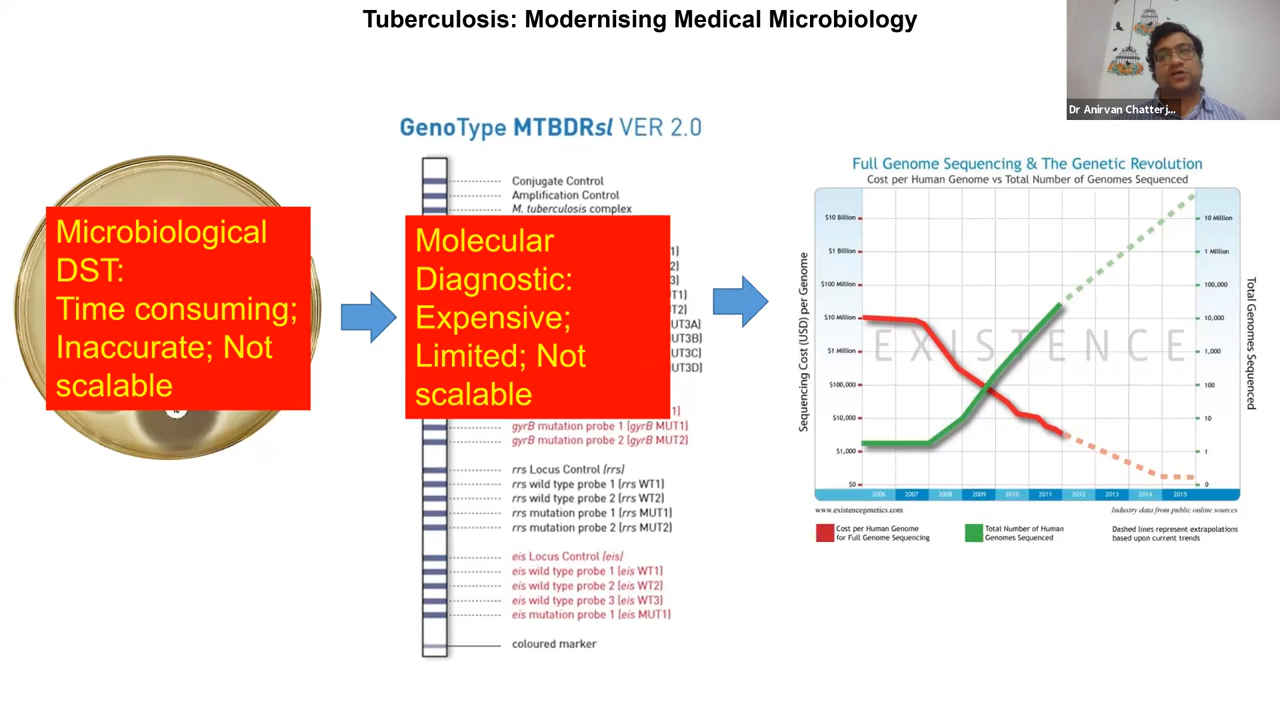 Tuberculosis: Modernising Medical Microbiology
Dr Anirvan Chatterj...
Microbiological
DST:
Time consuming;
Inaccurate; Not
scalable
GenoType MTBDRsl VER 2.0
Conjugate Control
Amplification Control
M. tuberculosis complex
Molecular
Diagnostic:
Expensive;
Limited; Not
scalable
1)
2)
3)
T1)
T2)
MUT3A)
MUT3B)
MUT3C)
MUT3D)
1)
gyrB mutation probe 1 (gyrB MUT1)
gyrB mutation probe 2 (gyrB MUT2)
rrs Locus Control (rrs)
rrs wild type probe 1 (rrs WT1)
rrs wild type probe 2 (rrs WT2)
rrs mutation probe 1 (rrs MUT1)
rrs mutation probe 2 (rrs MUT2)
eis Locus Control (eis)
eis wild type probe 1 (eis WT1)
eis wild type probe 2 (eis WT2)
eis wild type probe 3 (eis WT3)
eis mutation probe 1 (eis MUT1)
coloured marker
Full Genome Sequencing & The Genetic Revolution
Cost per Human Genome vs Total Number of Genomes Sequenced
Sequencing Cost (USD) per Genome
$10 Billion
$1 Billion
$100 Million
$10 Million
$1 Million
$100,000
$10,000
$1,000
$0
EXISTENCE
10 Million
1 Million
100,000
10,000
1,000
100
10
1
0
Total Genomes Sequenced
2006 2007 2008 2009 2010 2011 2012 2013 2014 2015
www.existencegenetics.com
Industry data from public online sources
Cost per Human Genome
for Full Genome Sequencing
Total Number of Human
Genomes Sequenced
Dashed lines represent extrapolations
based upon current trends